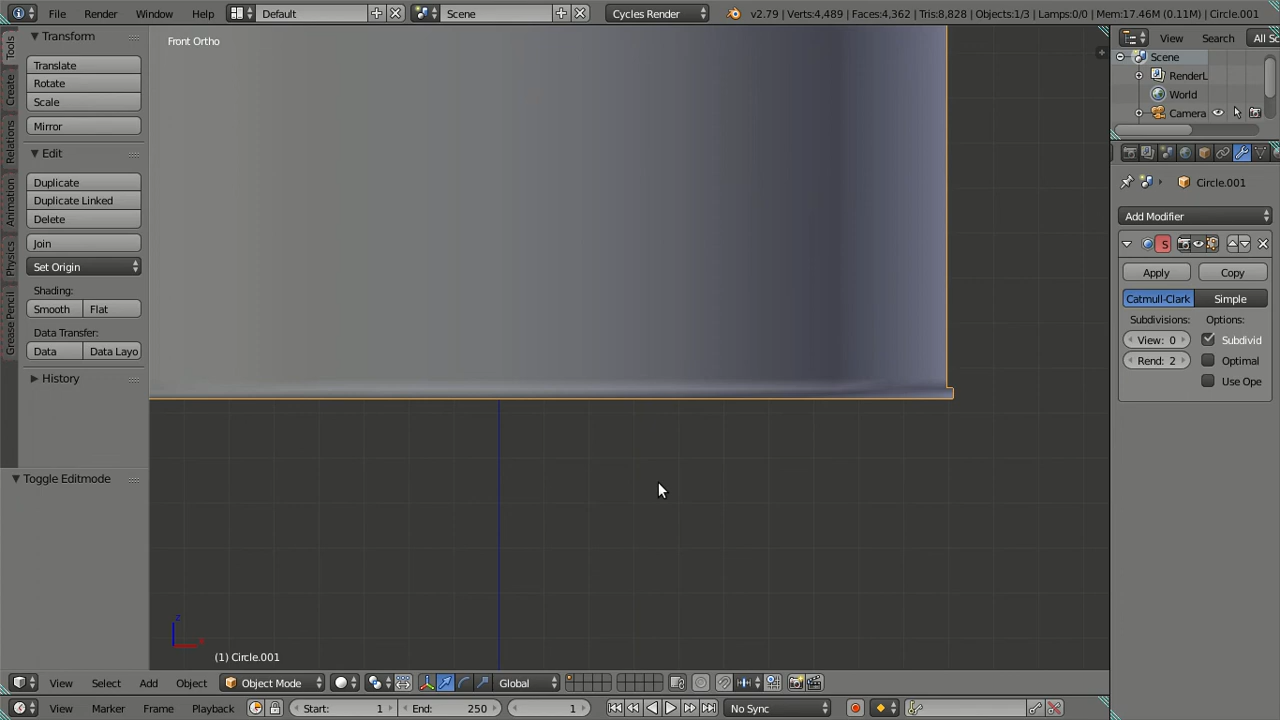 File Render Window Help Default Scene Cycles Render v2.79 | Verts:4,489 | Faces:4,362 | Tris:8,828 | Objects:1/3 | Lamps:0/0 | Mem:17.46M (0.11M) | Circle.001
Tools
Create
Relations
Animation
Physics
Grease Pencil
Transform
Translate
Rotate
Scale
Mirror
Edit
Duplicate
Duplicate Linked
Delete
Join
Set Origin
Shading:
Smooth Flat
Data Transfer:
Data Data Layo
History
Toggle Editmode
Front Ortho
z
x
(1) Circle.001
View Search All Sc
Scene
RenderL
World
Camera
Circle.001
Add Modifier
S
Apply Copy
Catmull-Clark Simple
Subdivisions: Options:
View: 0 Subdivid
Rend: 2 Optimal
Use Ope
View Select Add Object Object Mode Global
View Marker Frame Playback Start: 1 End: 250 1 No Sync